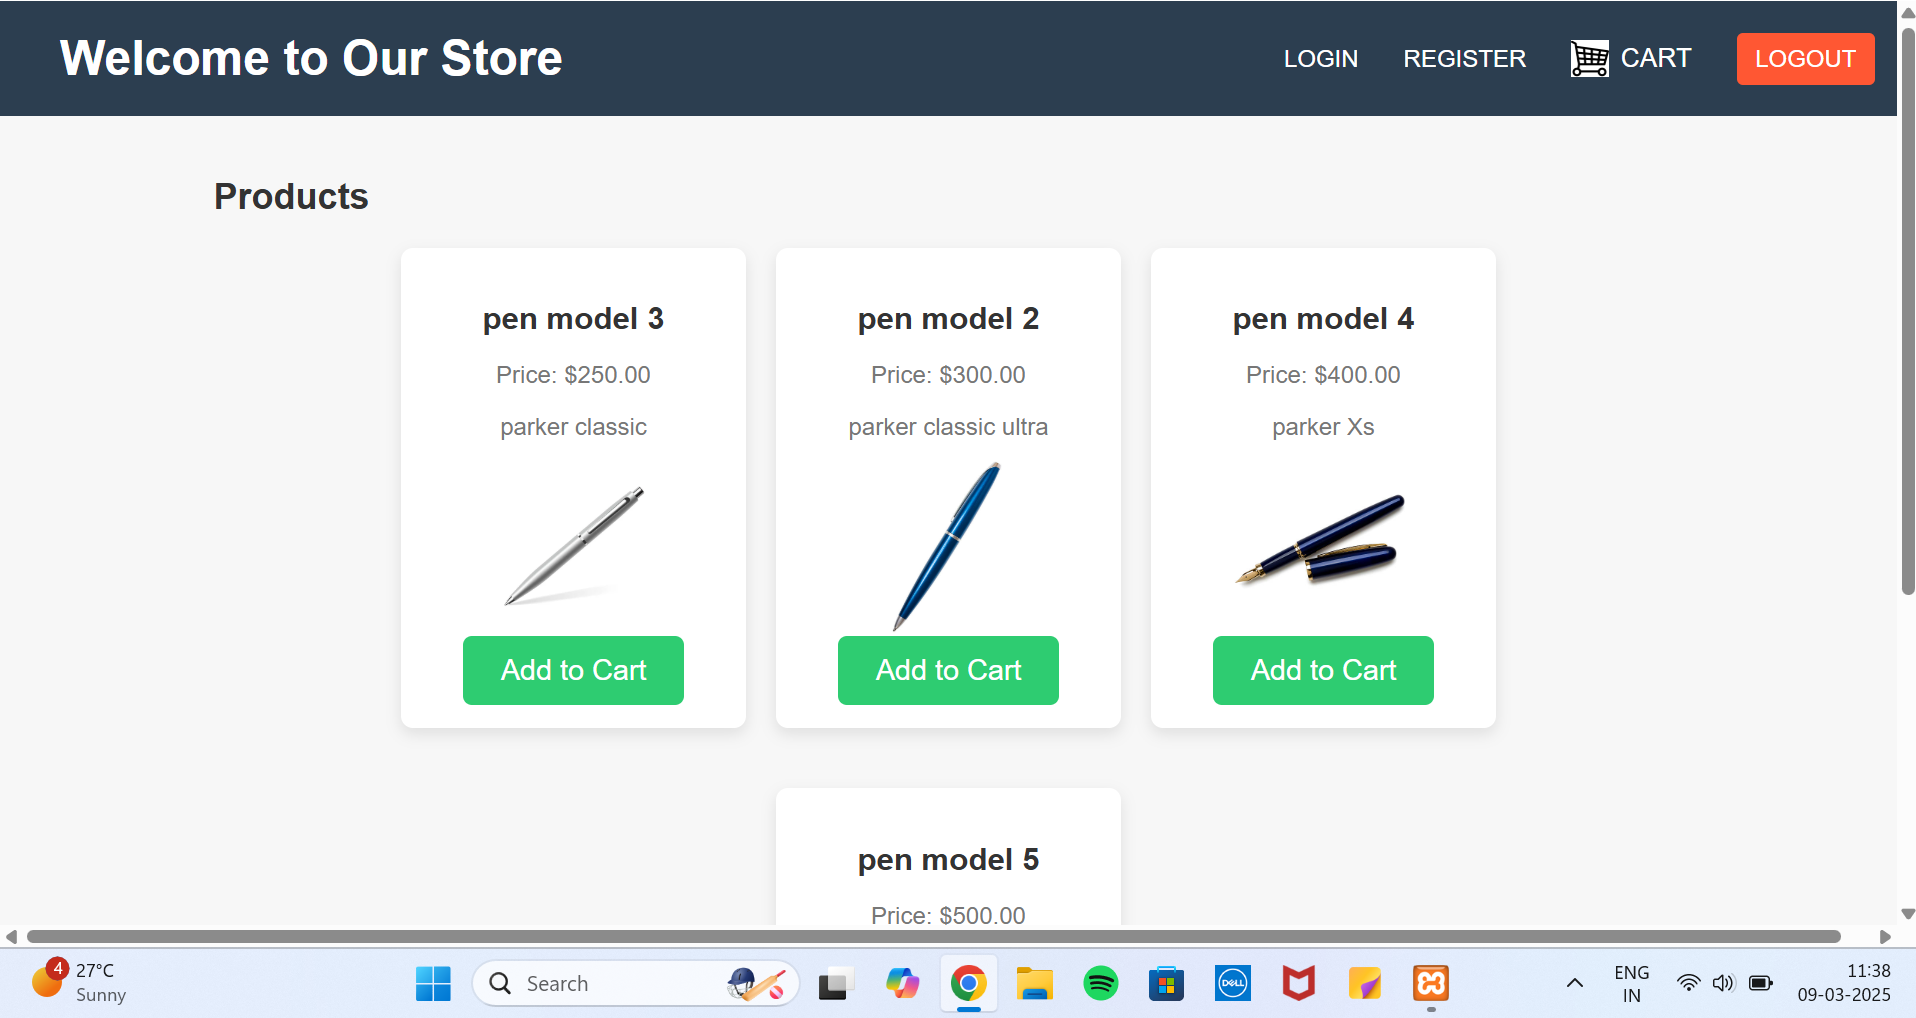 Welcome to Our Store
LOGIN
REGISTER
CART
LOGOUT
Products
pen model 3
Price: $250.00
parker classic
Add to Cart
pen model 2
Price: $300.00
parker classic ultra
Add to Cart
pen model 4
Price: $400.00
parker Xs
Add to Cart
pen model 5
Price: $500.00
4
27°C
Sunny
Search
DELL
ENG
IN
11:38
09-03-2025